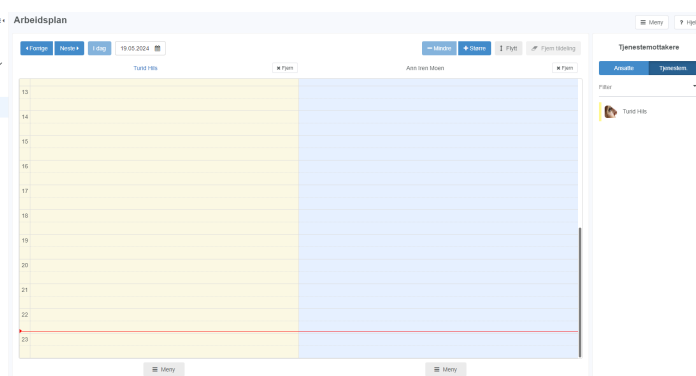 Arbeidsplan
Meny
? Hjel
Forrige Neste I dag 19.05.2024 Mindre Større Flytt Fjern tildeling
Tjenestemottakere
Turid Hils Fjern Ann Iren Moen Fjern
Ansatte Tjenestem.
Filter
Turid Hils
13
14
15
16
17
18
19
20
21
22
23
Meny Meny